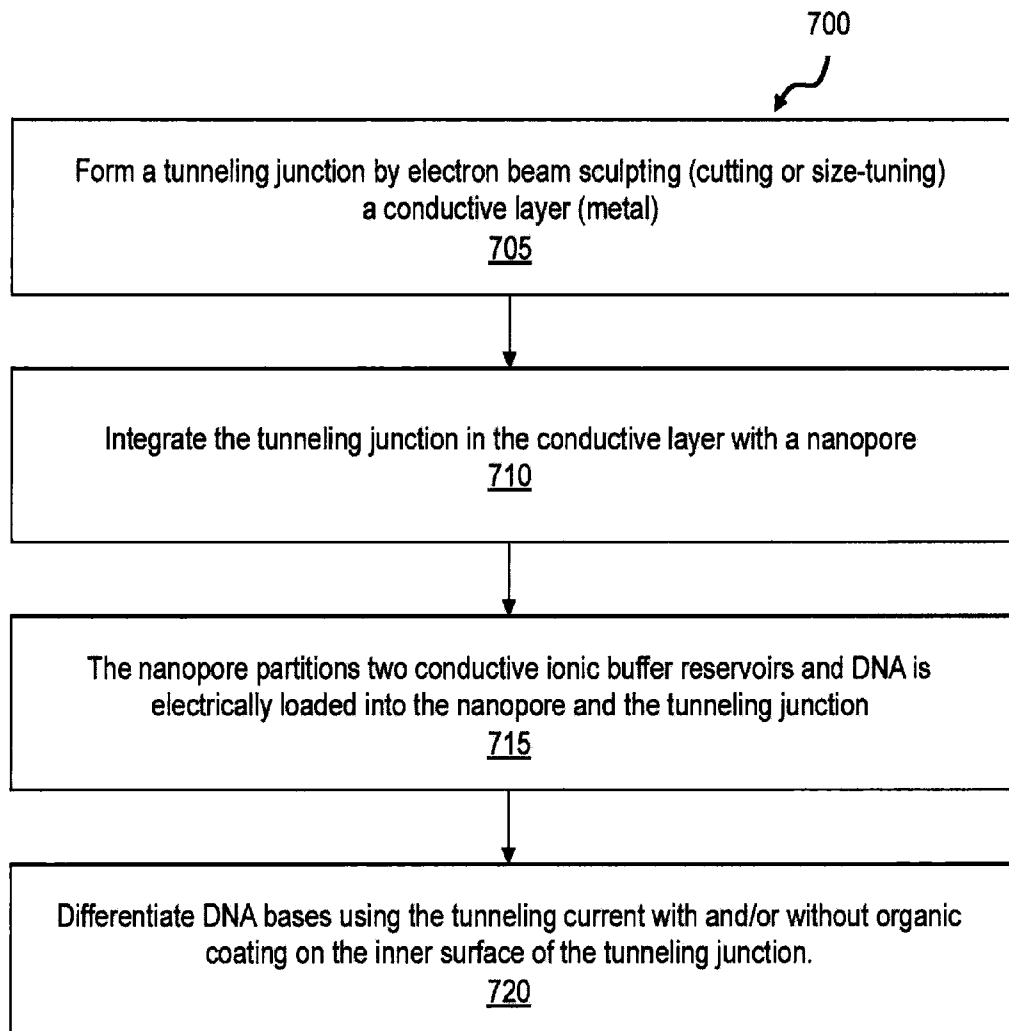 700
Form a tunneling junction by electron beam sculpting (cutting or size-tuning)
a conductive layer (metal)
705
Integrate the tunneling junction in the conductive layer with a nanopore
710
The nanopore partitions two conductive ionic buffer reservoirs and DNA is
electrically loaded into the nanopore and the tunneling junction
715
Differentiate DNA bases using the tunneling current with and/or without organic
coating on the inner surface of the tunneling junction.
720